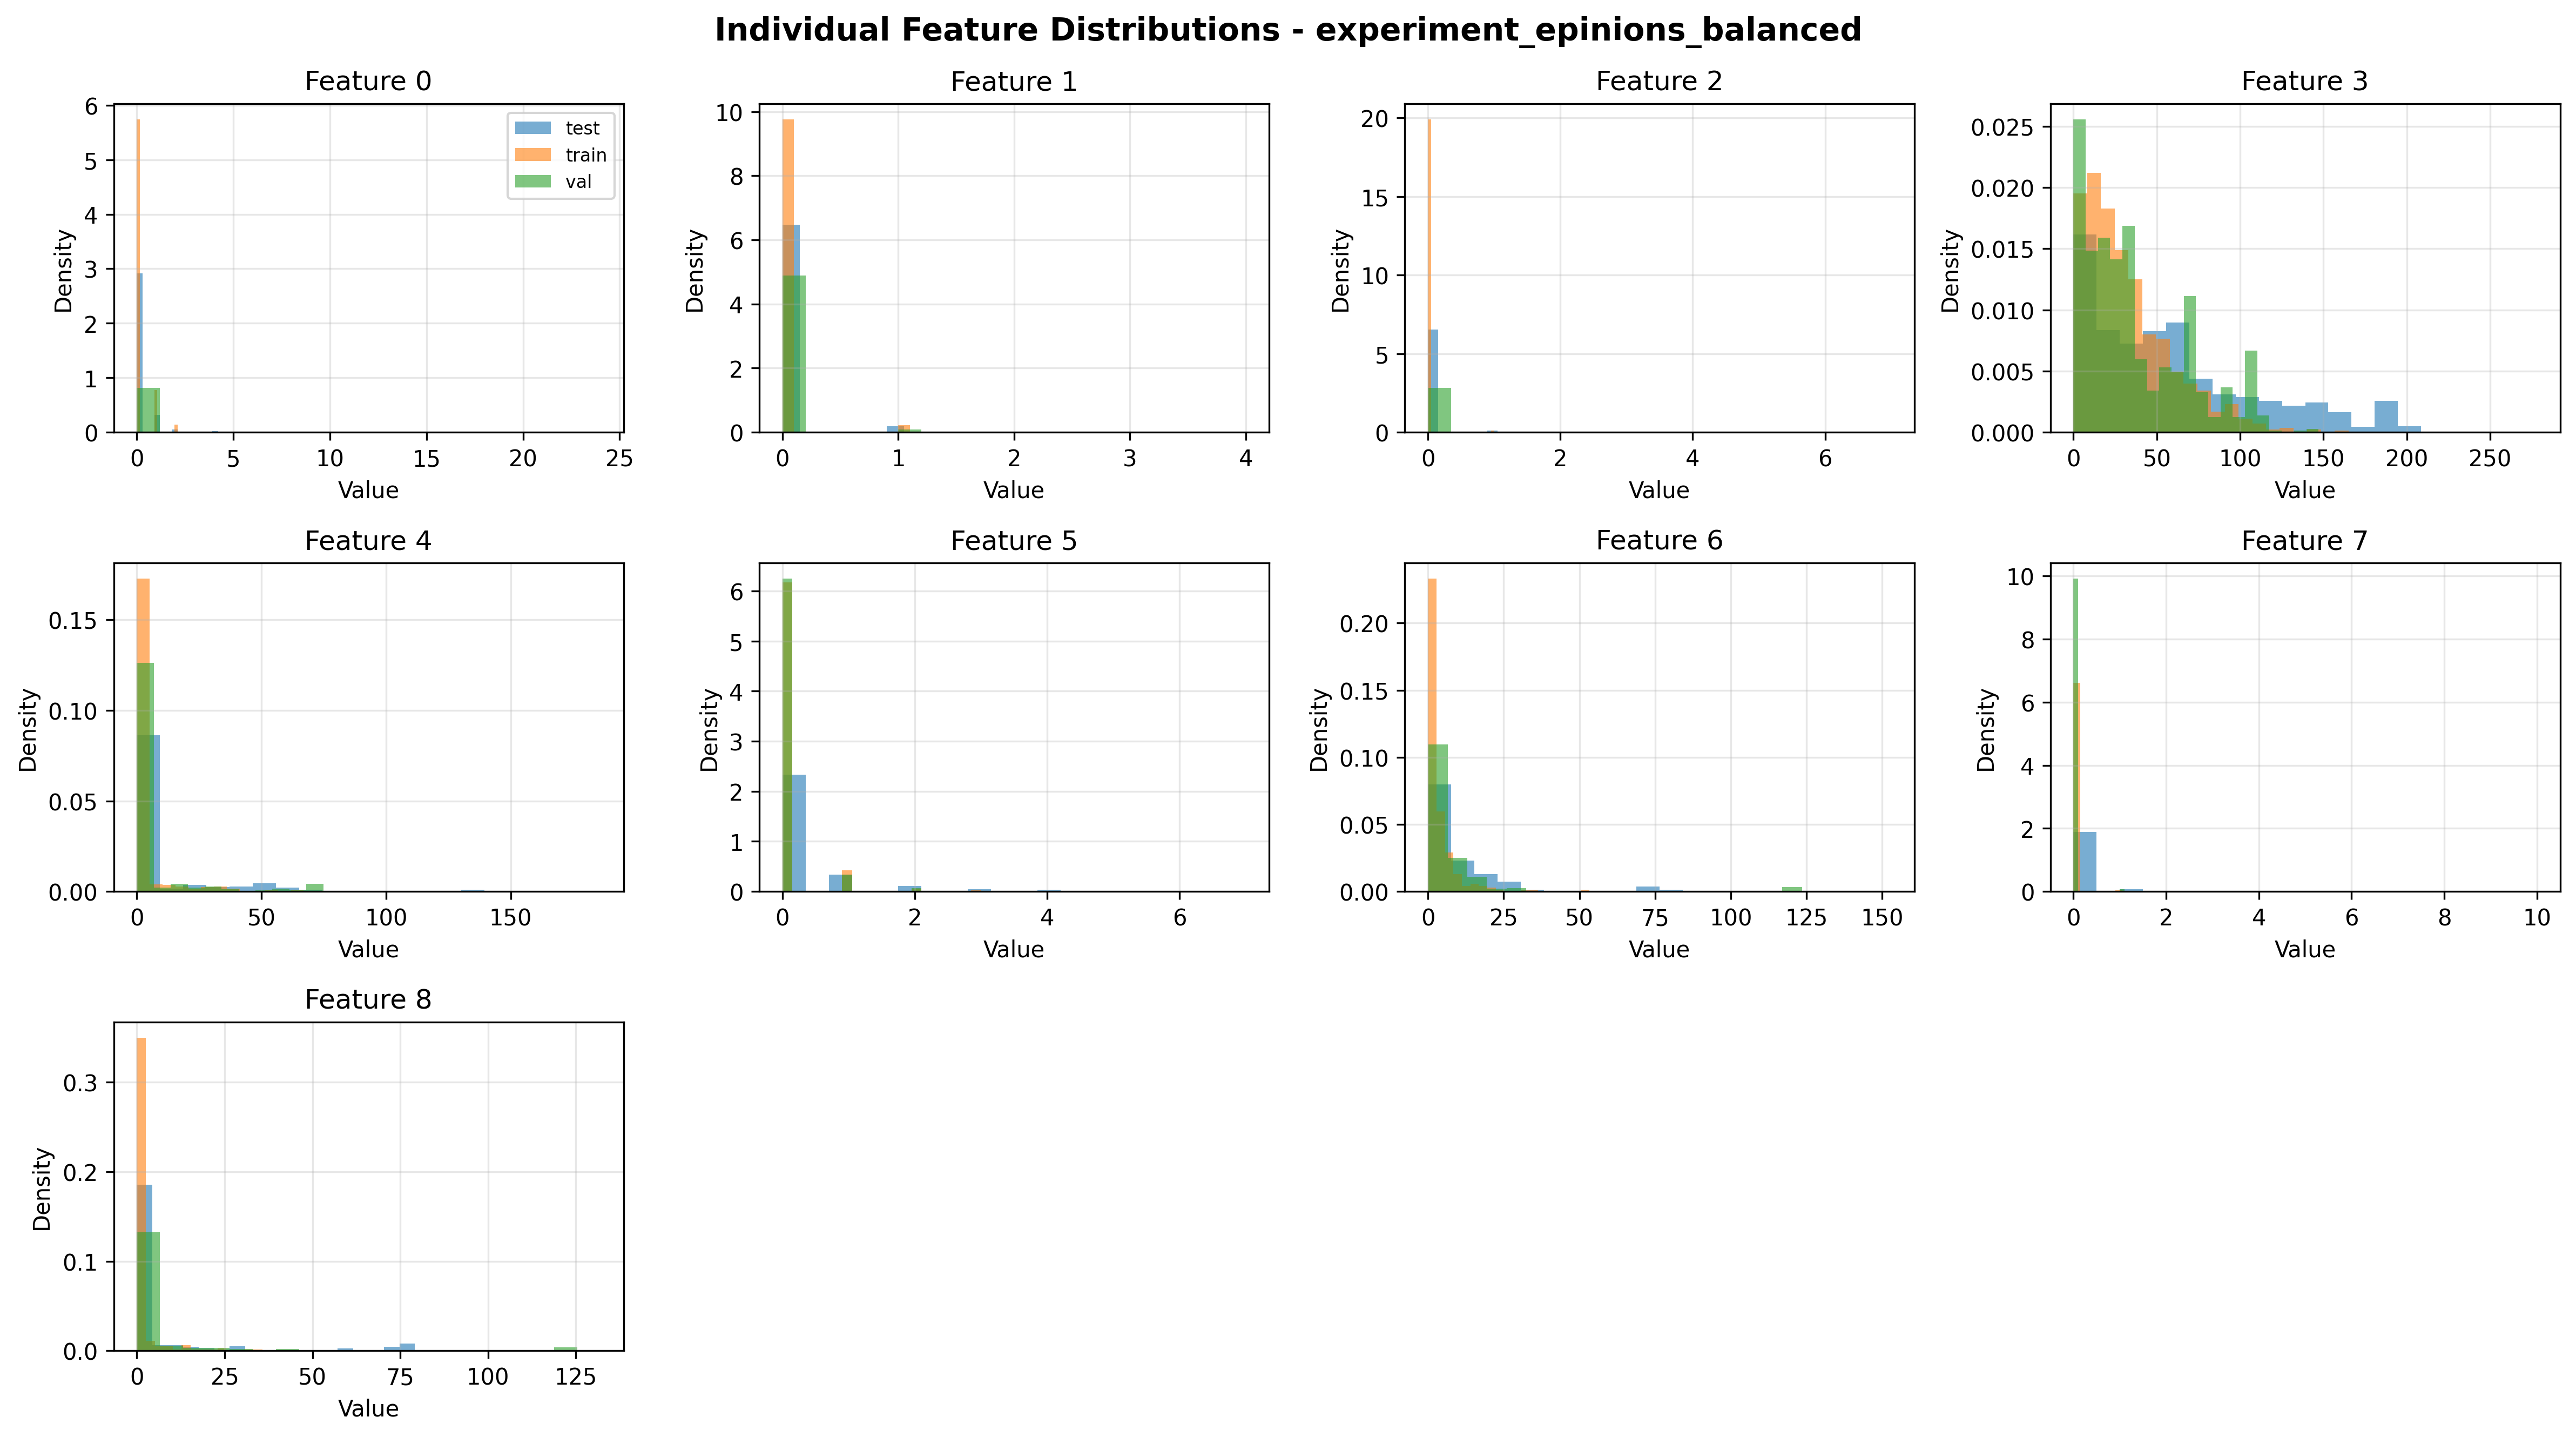 Individual Feature Distributions - experiment_epinions_balanced
Feature 0
6
5
4
3
2
1
0
Density
0 5 10 15 20 25
Value
test
train
val
Feature 1
10
8
6
4
2
0
Density
0 1 2 3 4
Value
Feature 2
20
15
10
5
0
Density
0 2 4 6
Value
Feature 3
0.025
0.020
0.015
0.010
0.005
0.000
Density
0 50 100 150 200 250
Value
Feature 4
0.15
0.10
0.05
0.00
Density
0 50 100 150
Value
Feature 5
6
5
4
3
2
1
0
Density
0 2 4 6
Value
Feature 6
0.20
0.15
0.10
0.05
0.00
Density
0 25 50 75 100 125 150
Value
Feature 7
10
8
6
4
2
0
Density
0 2 4 6 8 10
Value
Feature 8
0.3
0.2
0.1
0.0
Density
0 25 50 75 100 125
Value